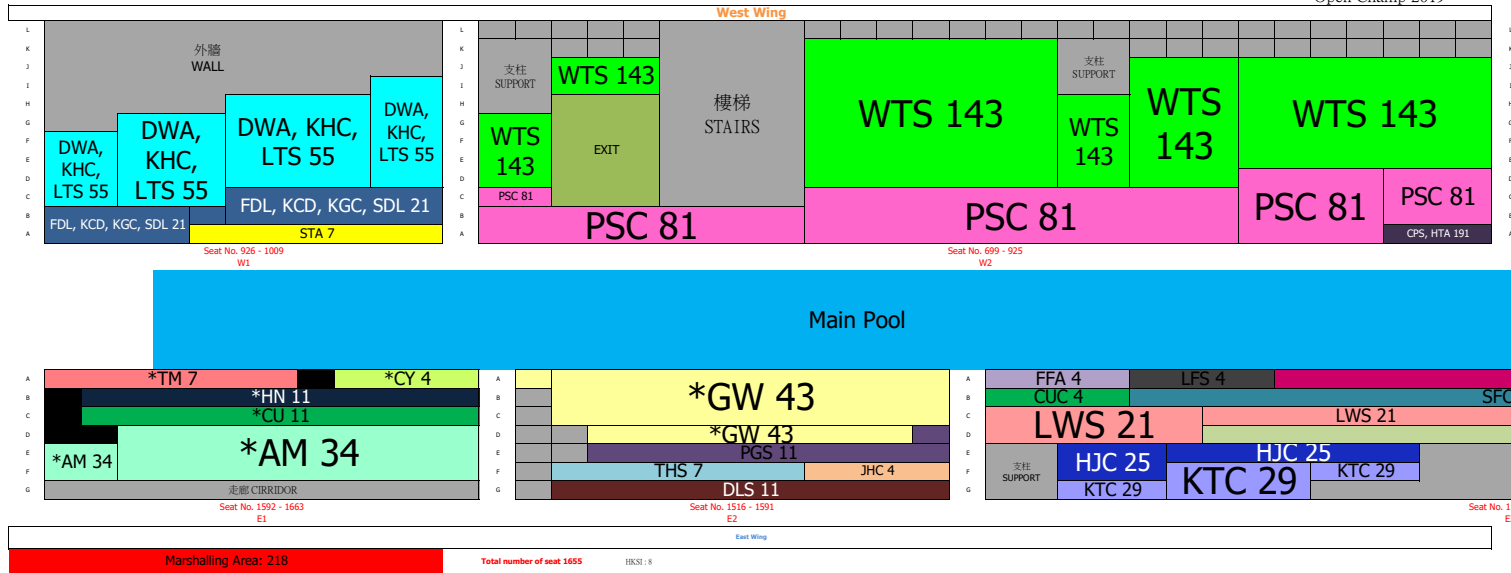 Open Champ 2019
West Wing
L
K
J
I
H
G
F
E
D
C
B
A
外牆
WALL
DWA,
KHC,
LTS 55
DWA,
KHC,
LTS 55
DWA, KHC,
LTS 55
DWA,
KHC,
LTS 55
FDL, KCD, KGC, SDL 21
FDL, KCD, KGC, SDL 21
STA 7
Seat No. 926 - 1009
W1
L
K
J
I
H
G
F
E
D
C
B
A
支柱
SUPPORT
WTS 143
WTS
143
EXIT
樓梯
STAIRS
PSC 81
PSC 81
WTS 143
支柱
SUPPORT
WTS
143
WTS
143
WTS 143
PSC 81
PSC 81
PSC 81
CPS, HTA 191
Seat No. 699 - 925
W2
Main Pool
A
B
C
D
E
F
G
*TM 7
*CY 4
*HN 11
*CU 11
*AM 34
*AM 34
走廊 CIRRIDOR
Seat No. 1592 - 1663
E1
A
B
C
D
E
F
G
*GW 43
*GW 43
PGS 11
THS 7
JHC 4
DLS 11
Seat No. 1516 - 1591
E2
A
B
C
D
E
F
G
FFA 4
LFS 4
CUC 4
SFC
LWS 21
LWS 21
支柱
SUPPORT
HJC 25
HJC 25
KTC 29
KTC 29
KTC 29
Seat No. 1
E
East Wing
Marshalling Area: 218
Total number of seat 1655
HKSI : 8